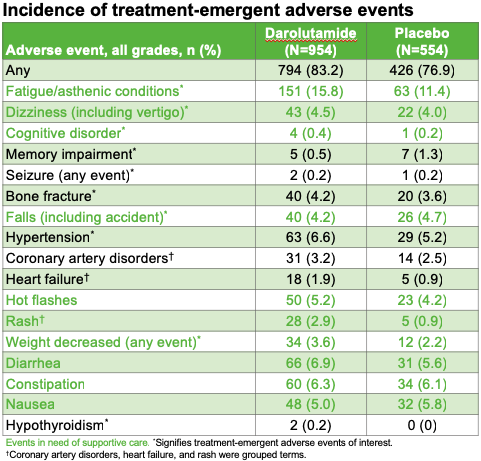 Incidence of treatment-emergent adverse events
Adverse event, all grades, n (%) Darolutamide (N=954) Placebo (N=554)
Any 794 (83.2) 426 (76.9)
Fatigue/asthenic conditions* 151 (15.8) 63 (11.4)
Dizziness (including vertigo)* 43 (4.5) 22 (4.0)
Cognitive disorder* 4 (0.4) 1 (0.2)
Memory impairment* 5 (0.5) 7 (1.3)
Seizure (any event)* 2 (0.2) 1 (0.2)
Bone fracture* 40 (4.2) 20 (3.6)
Falls (including accident)* 40 (4.2) 26 (4.7)
Hypertension* 63 (6.6) 29 (5.2)
Coronary artery disorders† 31 (3.2) 14 (2.5)
Heart failure† 18 (1.9) 5 (0.9)
Hot flashes 50 (5.2) 23 (4.2)
Rash† 28 (2.9) 5 (0.9)
Weight decreased (any event)* 34 (3.6) 12 (2.2)
Diarrhea 66 (6.9) 31 (5.6)
Constipation 60 (6.3) 34 (6.1)
Nausea 48 (5.0) 32 (5.8)
Hypothyroidism* 2 (0.2) 0 (0)
Events in need of supportive care. *Signifies treatment-emergent adverse events of interest.
†Coronary artery disorders, heart failure, and rash were grouped terms.